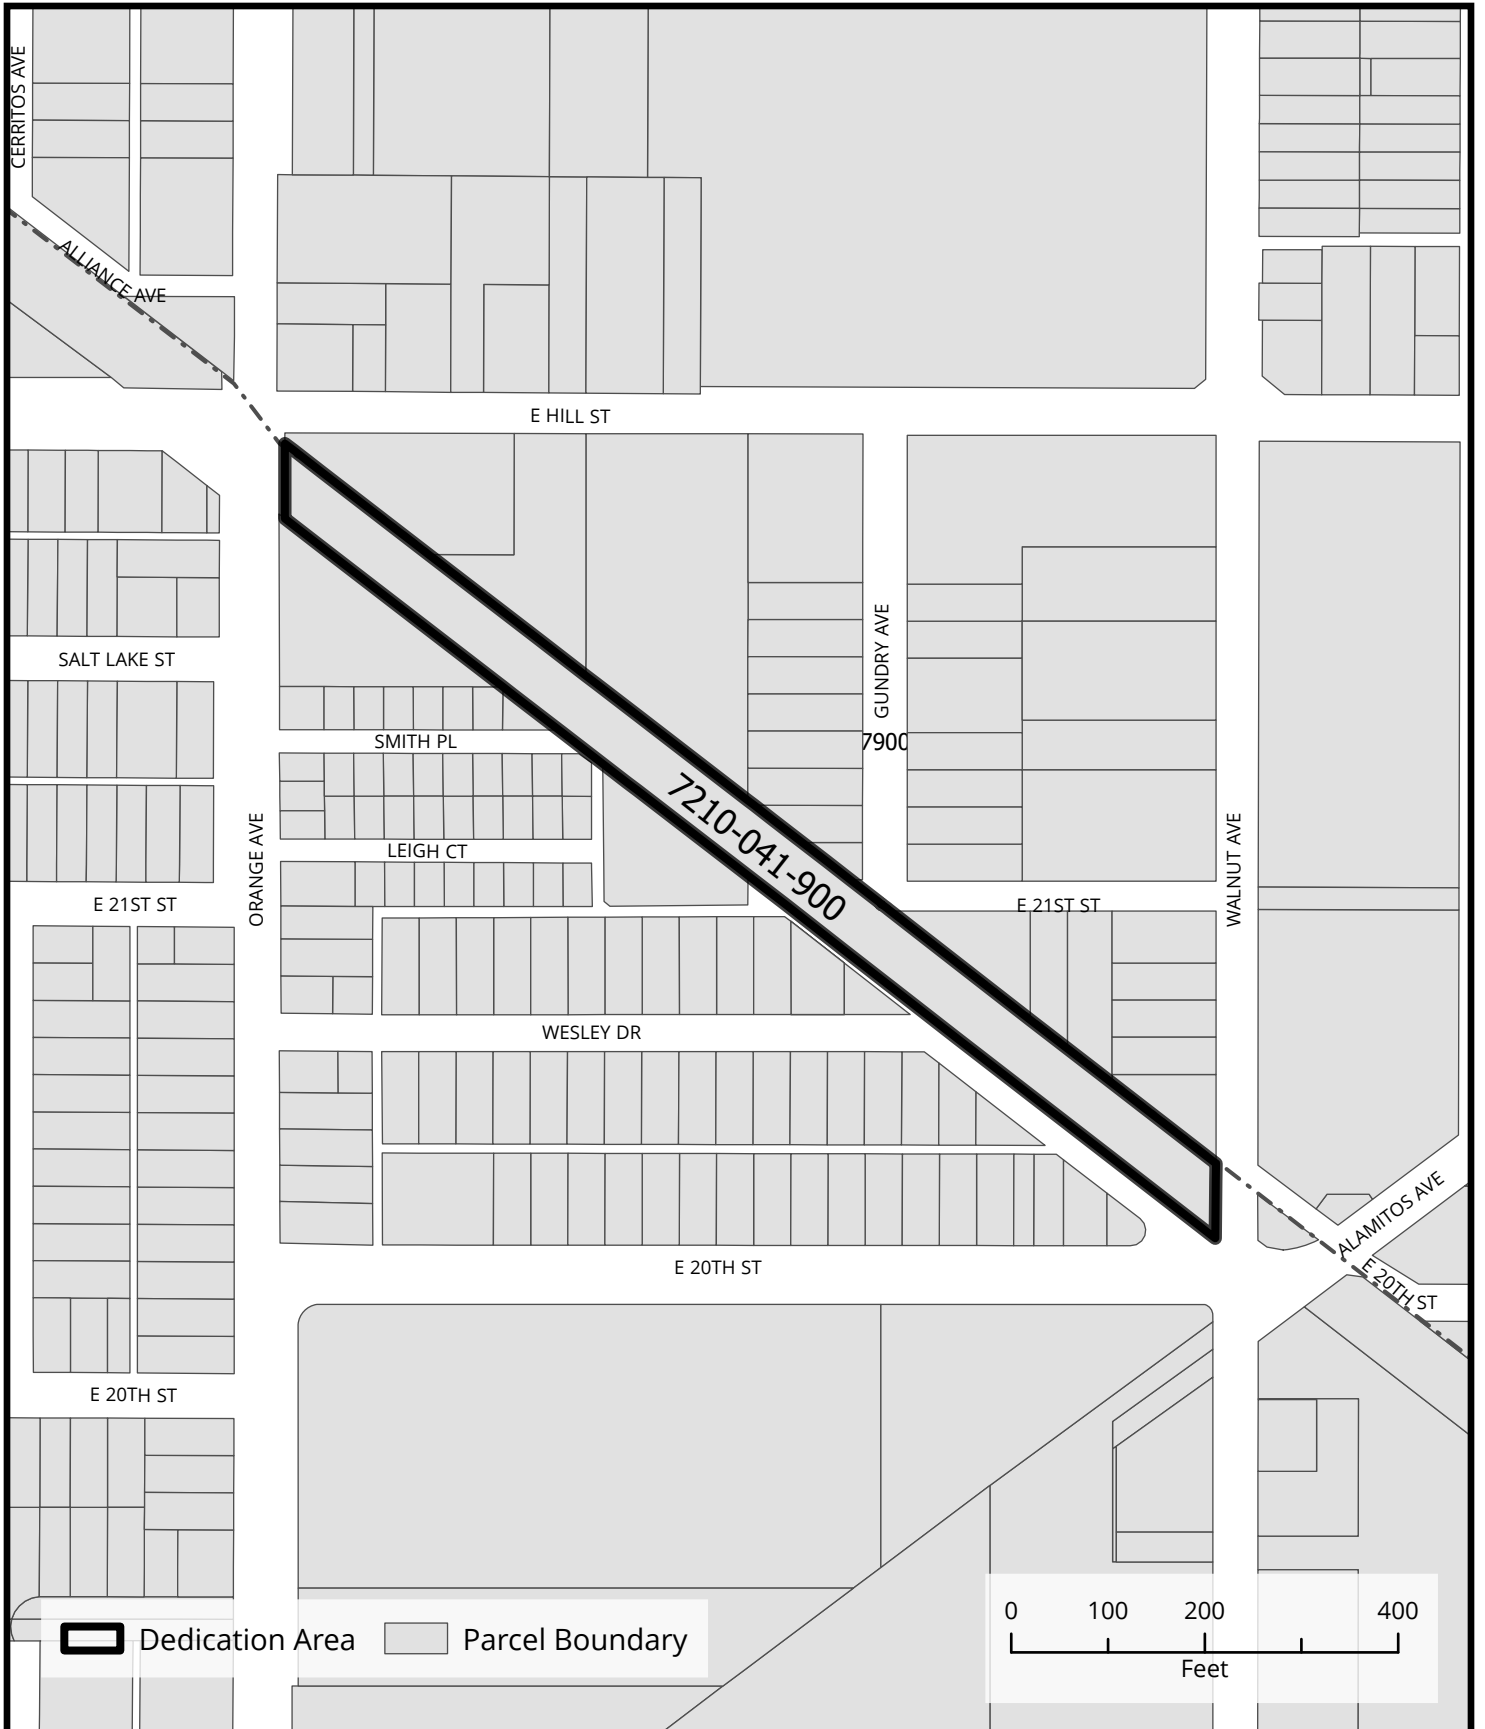 CERRITOS AVE
ALLIANCE AVE
E HILL ST
SALT LAKE ST
GUNDRY AVE
7900
SMITH PL
7210-041-900
LEIGH CT
ORANGE AVE
WALNUT AVE
E 21ST ST
E 21ST ST
WESLEY DR
ALAMITOS AVE
E 20TH ST
E 20TH ST
E 20TH ST
Dedication Area
Parcel Boundary
0 100 200 400
Feet